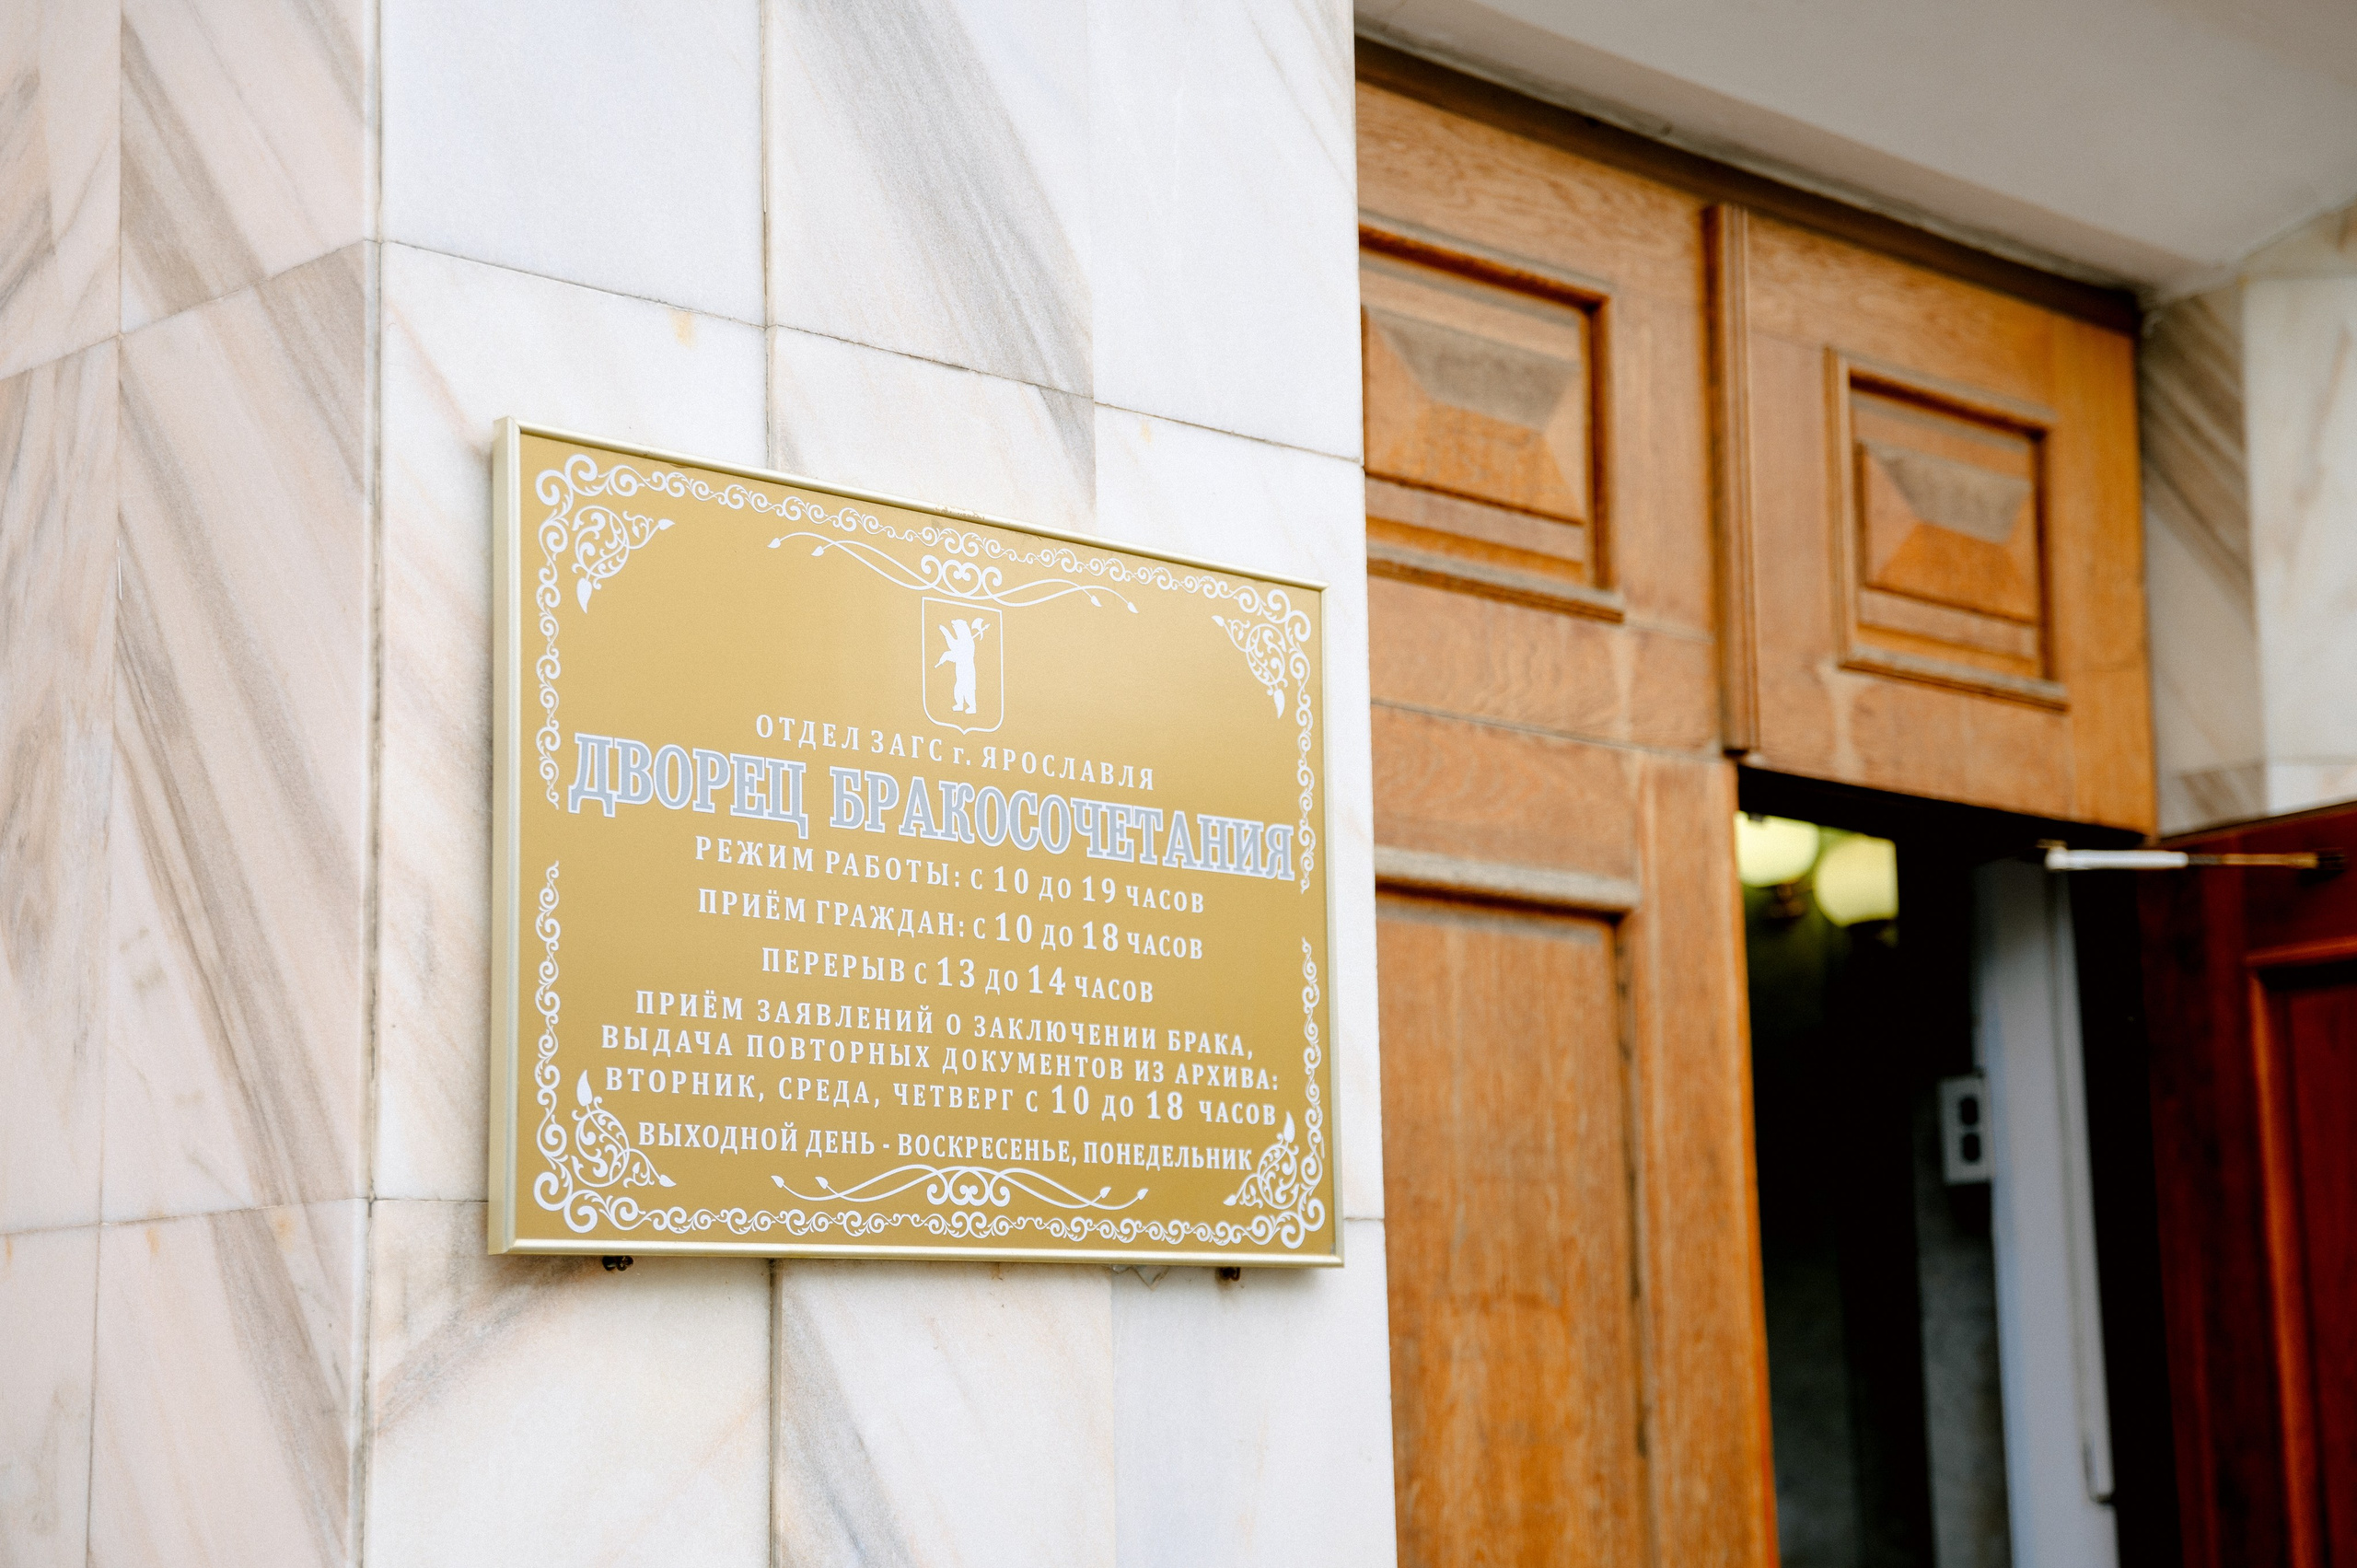 ОТДЕЛ ЗАГС г. ЯРОСЛАВЛЯ
ДВОРЕЦ БРАКОСОЧЕТАНИЯ
РЕЖИМ РАБОТЫ: С 10 ДО 19 ЧАСОВ
ПРИЁМ ГРАЖДАН: С 10 ДО 18 ЧАСОВ
ПЕРЕРЫВ С 13 ДО 14 ЧАСОВ
ПРИЁМ ЗАЯВЛЕНИЙ О ЗАКЛЮЧЕНИИ БРАКА,
ВЫДАЧА ПОВТОРНЫХ ДОКУМЕНТОВ ИЗ АРХИВА:
ВТОРНИК, СРЕДА, ЧЕТВЕРГ С 10 ДО 18 ЧАСОВ
ВЫХОДНОЙ ДЕНЬ - ВОСКРЕСЕНЬЕ, ПОНЕДЕЛЬНИК